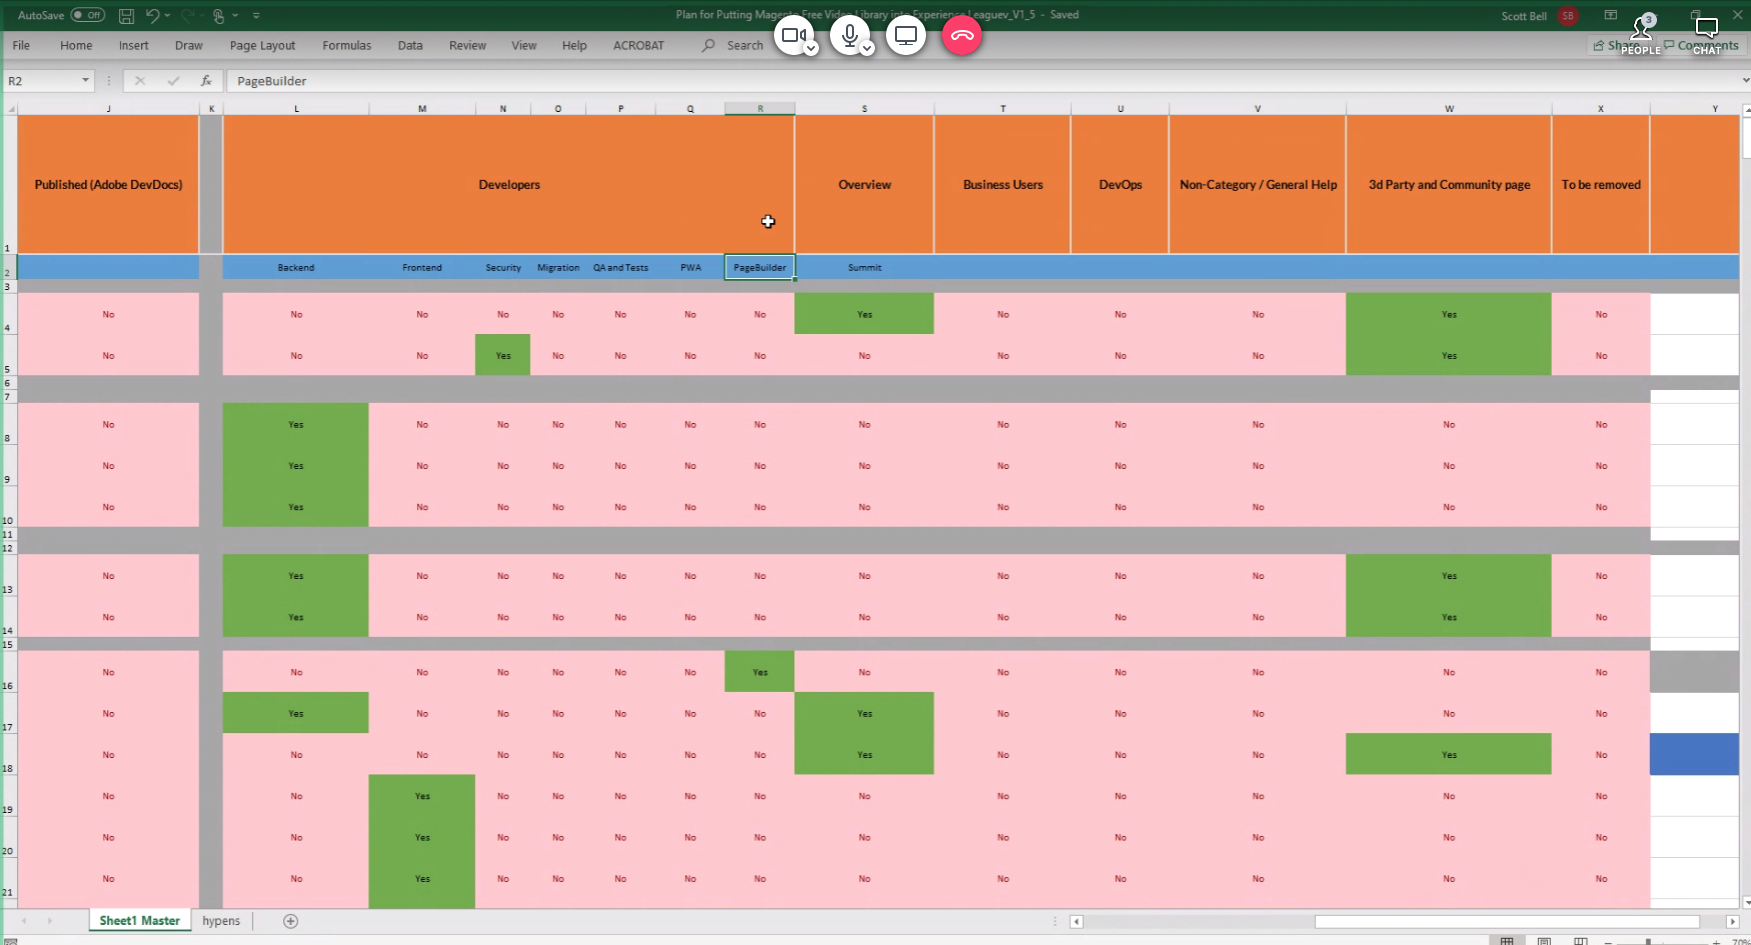 AutoSave Off Plan for Putting Magento Free Video Library into Experience Leaguev_V1_5 - Saved Scott Bell SB
File Home Insert Draw Page Layout Formulas Data Review View Help ACROBAT Search Share Comments
3
PEOPLE CHAT
R2 fx PageBuilder
J K L M N O P Q R S T U V W X Y
1 Published (Adobe DevDocs) Developers Overview Business Users DevOps Non-Category / General Help 3d Party and Community page To be removed
2 Backend Frontend Security Migration QA and Tests PWA PageBuilder Summit
3
4 No No No No No No No No Yes No No No Yes No
5 No No No Yes No No No No No No No No Yes No
6
7
8 No Yes No No No No No No No No No No No No
9 No Yes No No No No No No No No No No No No
10 No Yes No No No No No No No No No No No No
11
12
13 No Yes No No No No No No No No No No Yes No
14 No Yes No No No No No No No No No No Yes No
15
16 No No No No No No No Yes No No No No No No
17 No Yes No No No No No No Yes No No No No No
18 No No No No No No No No Yes No No No Yes No
19 No No Yes No No No No No No No No No No No
20 No No Yes No No No No No No No No No No No
21 No No Yes No No No No No No No No No No No
Sheet1 Master hypens
70%